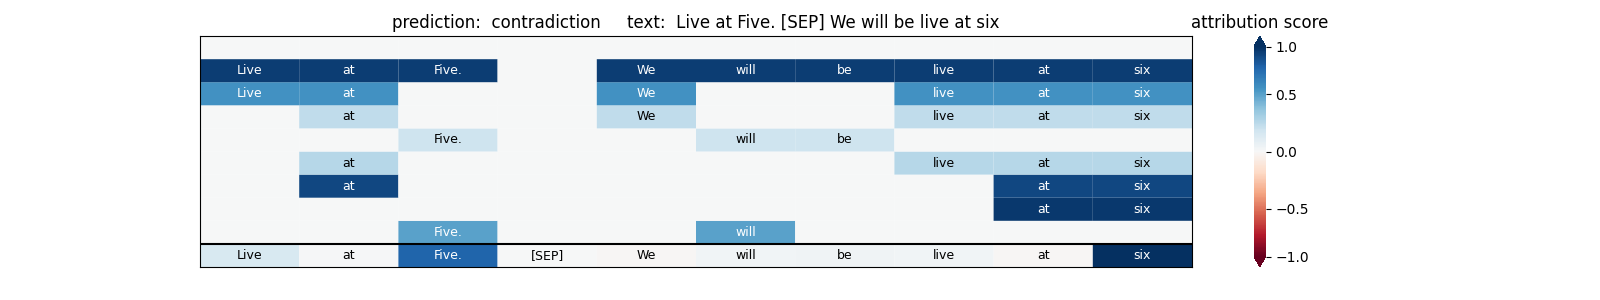 prediction: contradiction text: Live at Five. [SEP] We will be live at six
attribution score
Live at Five. We will be live at six
Live at We live at six
at We live at six
Five. will be
at live at six
at at six
at six
Five. will
Live at Five. [SEP] We will be live at six
1.0
0.5
0.0
−0.5
−1.0